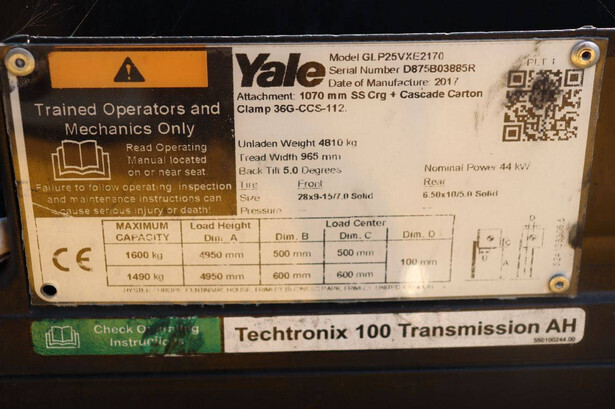 Yale
Model GLP25VXE2170
Serial Number D875B03885R
Date of Manufacture 2017
PLT 1
Attachment: 1070 mm SS Crg + Cascade Carton
Clamp 36G-CCS-112.
Trained Operators and
Mechanics Only
Read Operating
Manual located
on or near seat.
Failure to follow operating, inspection
and maintenance instructions can
cause serious injury or death!
Unladen Weight 4810 kg
Tread Width 965 mm
Back Tilt 5.0 Degrees
Nominal Power 44 kW
Tire Front Rear
Size 28x9-15/7.0 Solid 6.50x10/5.0 Solid
Pressure
MAXIMUM CAPACITY Load Height Dim. A Load Center Dim. B Dim. C Dim. D
1600 kg 4950 mm 500 mm 500 mm 100 mm
1490 kg 4950 mm 600 mm 600 mm
CE
Check Operating
Instructions
Techtronix 100 Transmission AH
550100244.00